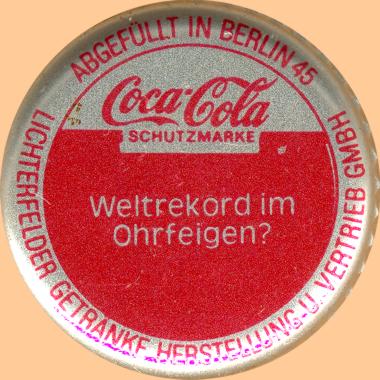 ABGEFÜLLT IN BERLIN 45
Coca-Cola
SCHUTZMARKE
Weltrekord im
Ohrfeigen?
LICHTERFELDER GETRÄNKE HERSTELLUNG-U. VERTRIEB GMBH